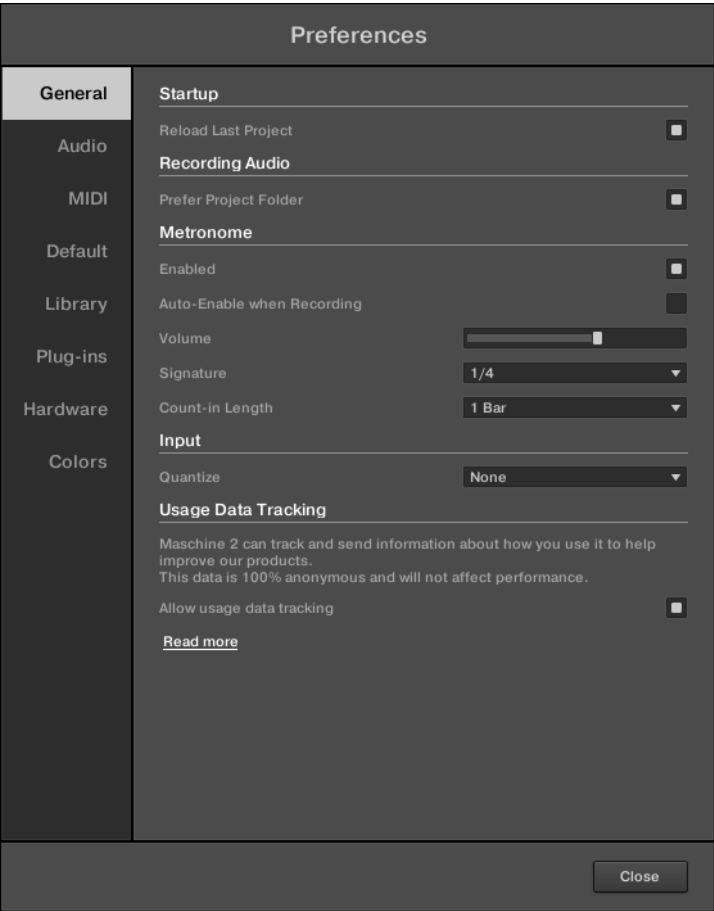 Preferences
General
Audio
MIDI
Default
Library
Plug-ins
Hardware
Colors
Startup
Reload Last Project
Recording Audio
Prefer Project Folder
Metronome
Enabled
Auto-Enable when Recording
Volume
Signature 1/4
Count-in Length 1 Bar
Input
Quantize None
Usage Data Tracking
Maschine 2 can track and send information about how you use it to help
improve our products.
This data is 100% anonymous and will not affect performance.
Allow usage data tracking
Read more
Close